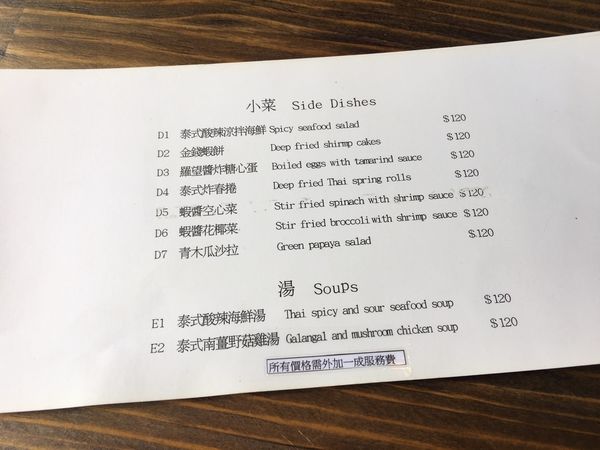 小菜 Side Dishes
D1 泰式酸辣涼拌海鮮 Spicy seafood salad $120
D2 金錢蝦餅 Deep fried shirmp cakes $120
D3 羅望醬炸糖心蛋 Boiled eggs with tamarind sauce $120
D4 泰式炸春捲 Deep fried Thai spring rolls $120
D5 蝦醬空心菜 Stir fried spinach with shrimp sauce $120
D6 蝦醬花椰菜 Stir fried broccoli with shrimp sauce $120
D7 青木瓜沙拉 Green papaya salad $.120
湯 Soups
E1 泰式酸辣海鮮湯 Thai spicy and sour seafood soup $120
E2 泰式南薑野菇雞湯 Galangal and mushroom chicken soup $120
所有價格需外加一成服務費